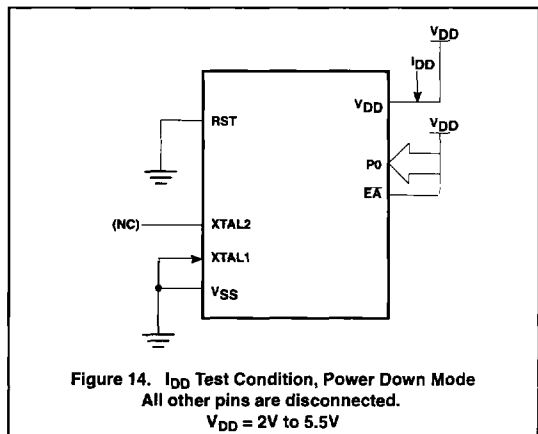 VDD
IDD
VDD
RST
VDD
P0
EA
(NC)
XTAL2
XTAL1
VSS
Figure 14. IDD Test Condition, Power Down Mode
All other pins are disconnected.
VDD = 2V to 5.5V